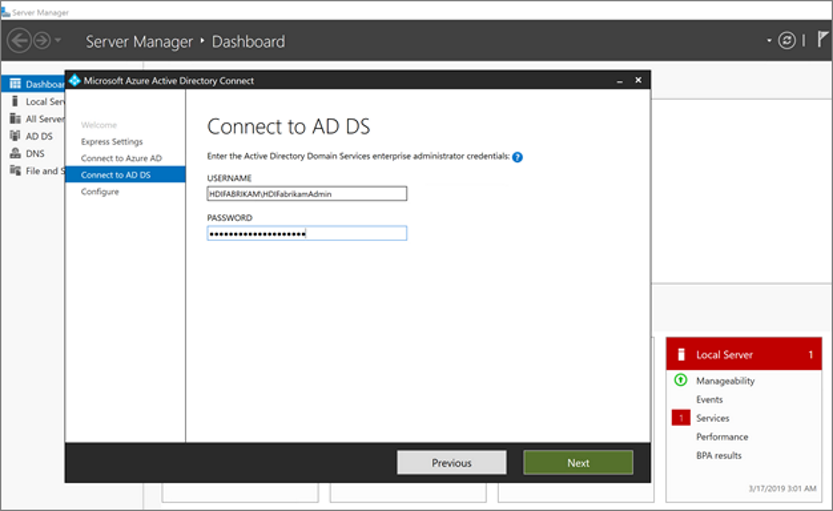 Server Manager
Server Manager • Dashboard
Dashboa
Local Serv
All Server
AD DS
DNS
File and S
Microsoft Azure Active Directory Connect
Welcome
Express Settings
Connect to Azure AD
Connect to AD DS
Configure
Connect to AD DS
Enter the Active Directory Domain Services enterprise administrator credentials: ?
USERNAME
HDIFABRIKAM\HDIFabrikamAdmin
PASSWORD
Previous
Next
Local Server 1
Manageability
Events
1 Services
Performance
BPA results
3/17/2019 3:01 AM